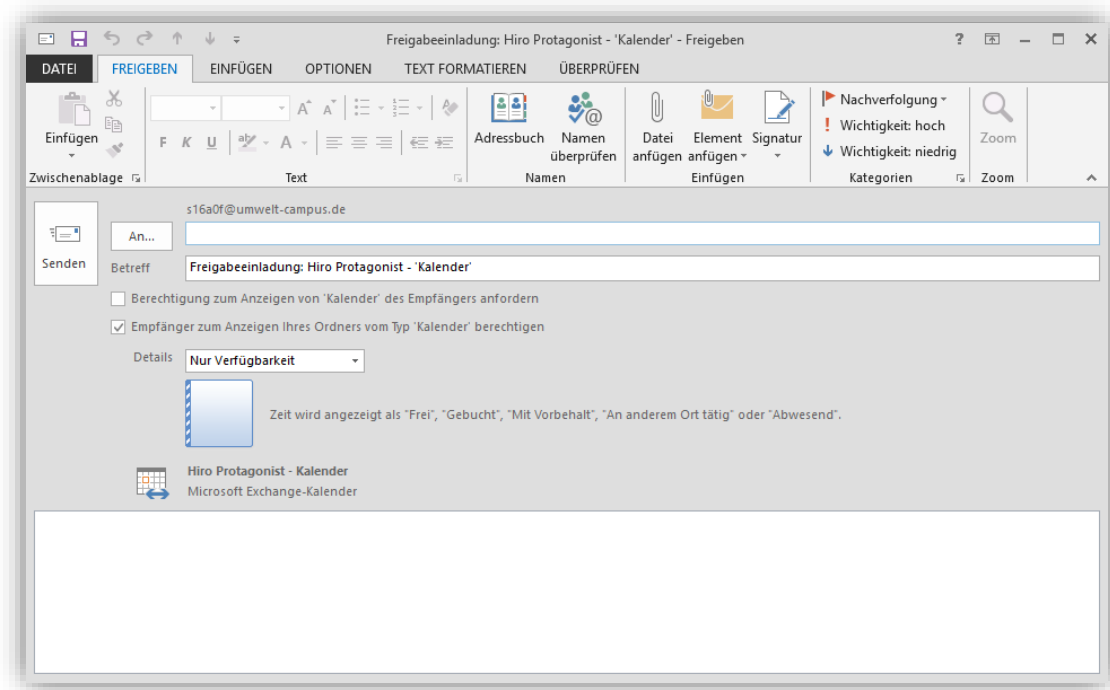 Freigabeeinladung: Hiro Protagonist - 'Kalender' - Freigeben
?
DATEI FREIGEBEN EINFÜGEN OPTIONEN TEXT FORMATIEREN ÜBERPRÜFEN
Einfügen
F K U
A A
ab A
Adressbuch
Namen
überprüfen
Datei
anfügen
Element
anfügen
Signatur
Nachverfolgung
Wichtigkeit: hoch
Wichtigkeit: niedrig
Zoom
Zwischenablage Text Namen Einfügen Kategorien Zoom
s16a0f@umwelt-campus.de
Senden
An...
Betreff Freigabeeinladung: Hiro Protagonist - 'Kalender'
Berechtigung zum Anzeigen von 'Kalender' des Empfängers anfordern
Empfänger zum Anzeigen Ihres Ordners vom Typ 'Kalender' berechtigen
Details Nur Verfügbarkeit
Zeit wird angezeigt als "Frei", "Gebucht", "Mit Vorbehalt", "An anderem Ort tätig" oder "Abwesend".
Hiro Protagonist - Kalender
Microsoft Exchange-Kalender